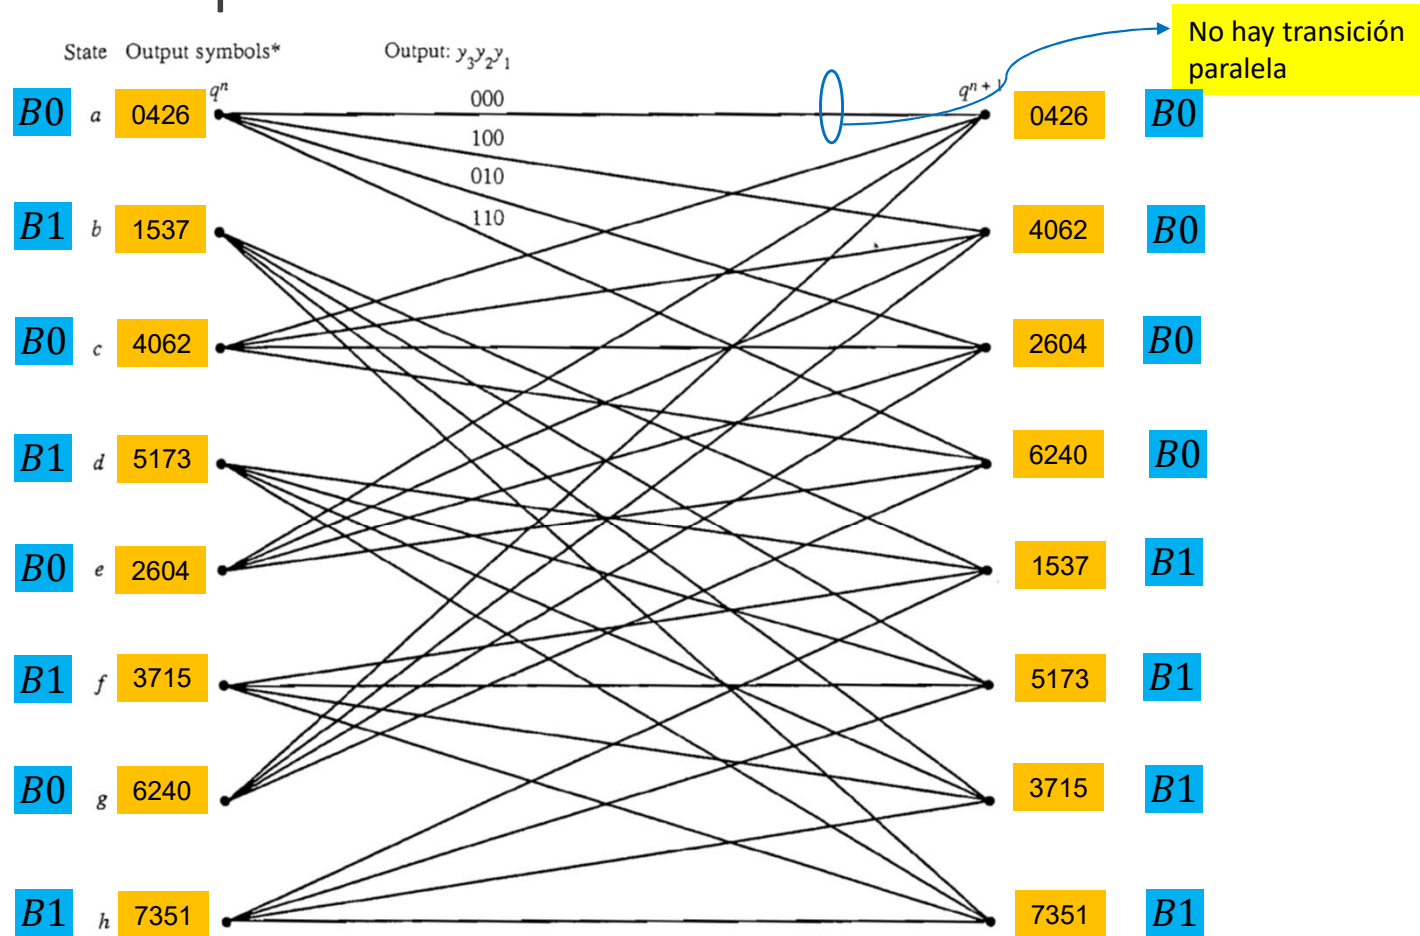 No hay transición
paralela
State Output symbols* Output: y₃y₂y₁
qⁿ qⁿ⁺¹
B0 a 0426 000 0426 B0
100
010
110
B1 b 1537 4062 B0
B0 c 4062 2604 B0
B1 d 5173 6240 B0
B0 e 2604 1537 B1
B1 f 3715 5173 B1
B0 g 6240 3715 B1
B1 h 7351 7351 B1